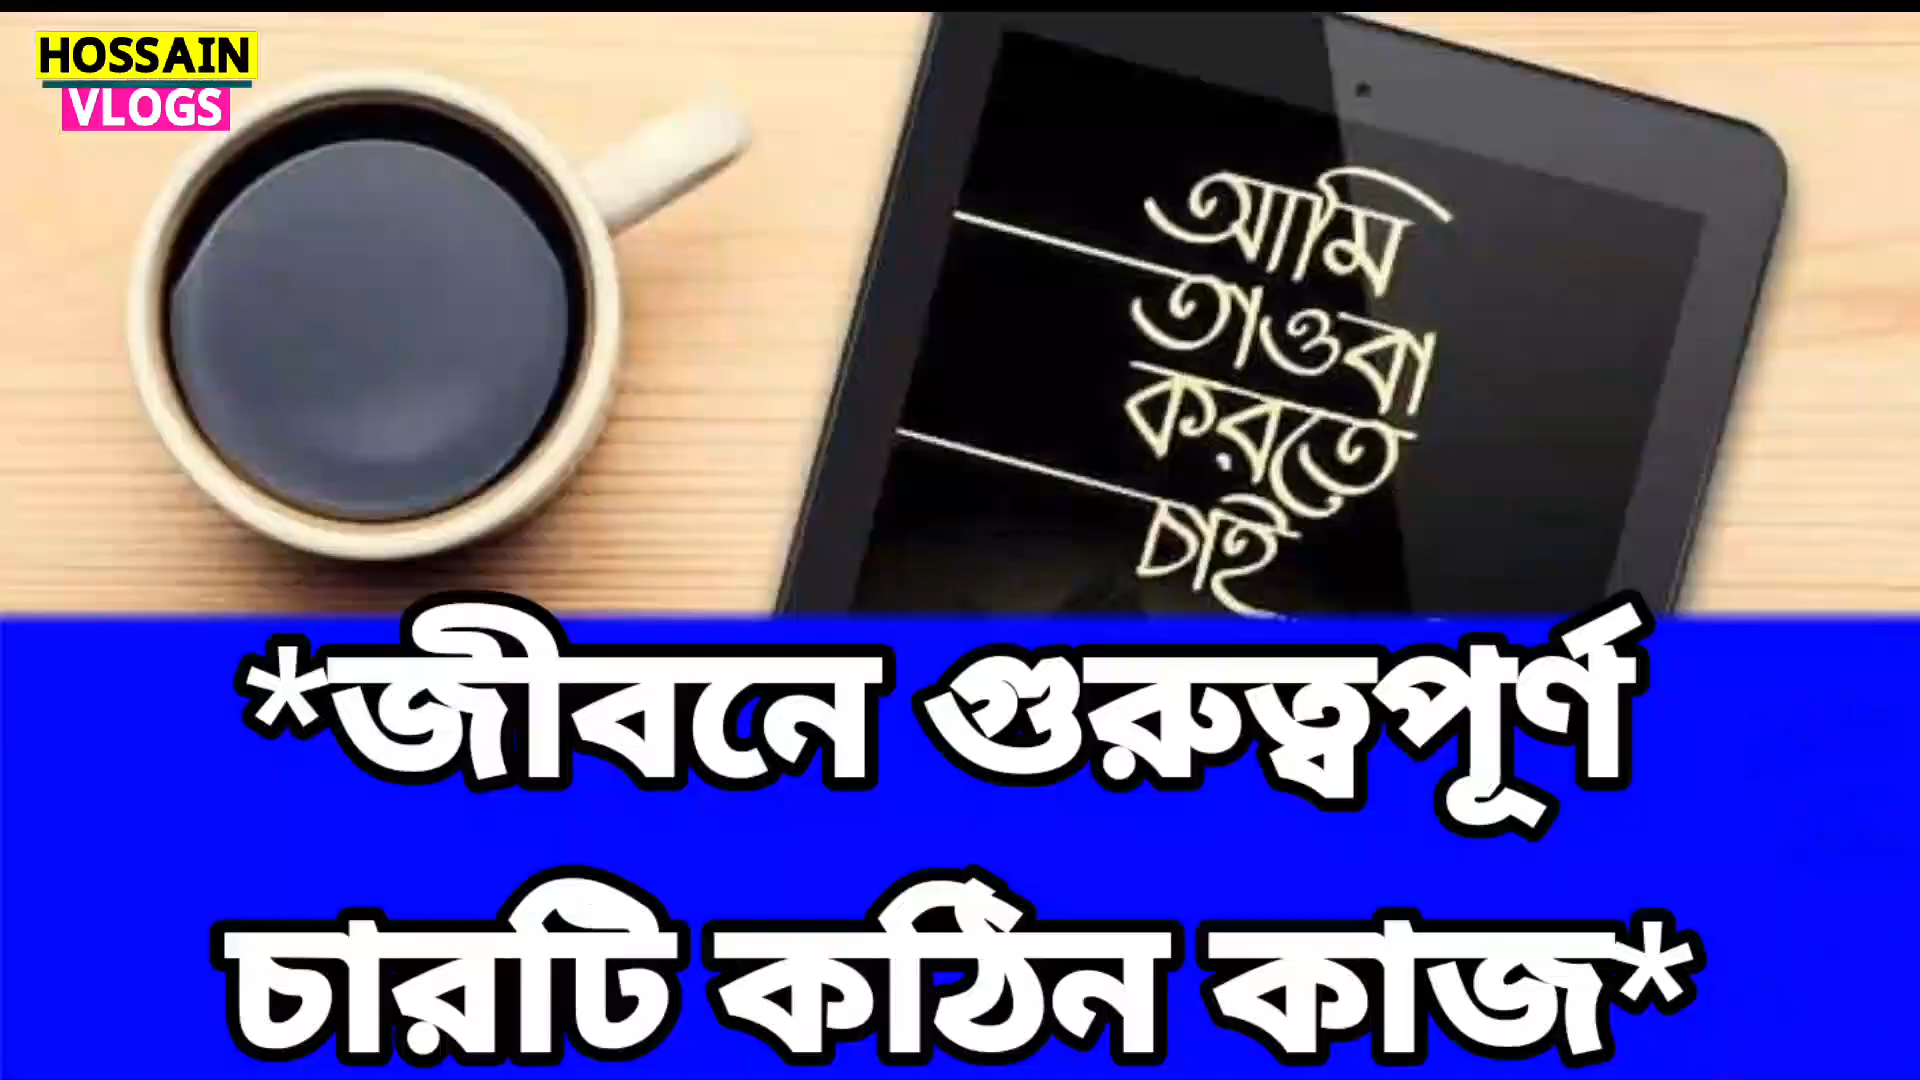 HOSSAIN
VLOGS
আমি
তাওবা
করতে
চাই
*জীবনে গুরুত্বপূর্ণ
চারটি কঠিন কাজ*